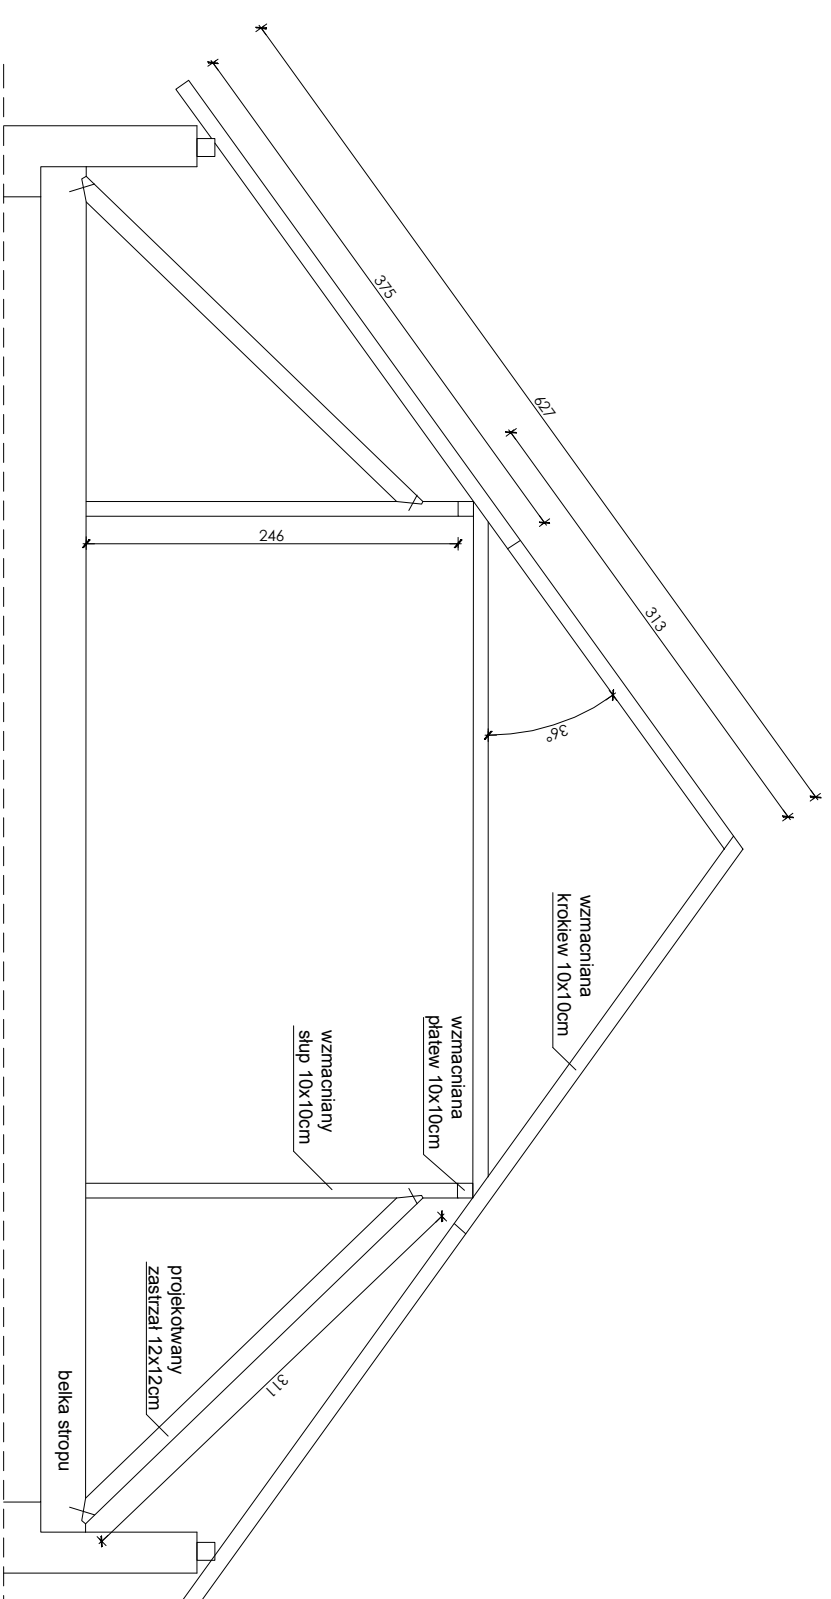 627
375
313
36°
246
wzmacniana
krokiew 10x10cm
wzmacniana
płatew 10x10cm
wzmacniany
słup 10x10cm
311
projekotwany
zastrzał 12x12cm
belka stropu